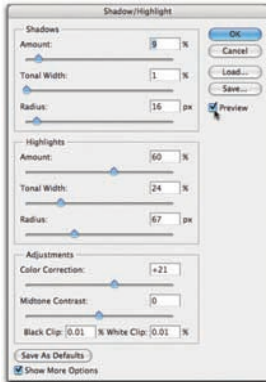 Shadow/Highlight
Shadows
Amount: 9 %
Tonal Width: 1 %
Radius: 16 px
Highlights
Amount: 60 %
Tonal Width: 24 %
Radius: 67 px
Adjustments
Color Correction: +21
Midtone Contrast: 0
Black Clip: 0.01 % White Clip: 0.01 %
Save As Defaults
Show More Options
OK
Cancel
Load...
Save...
Preview